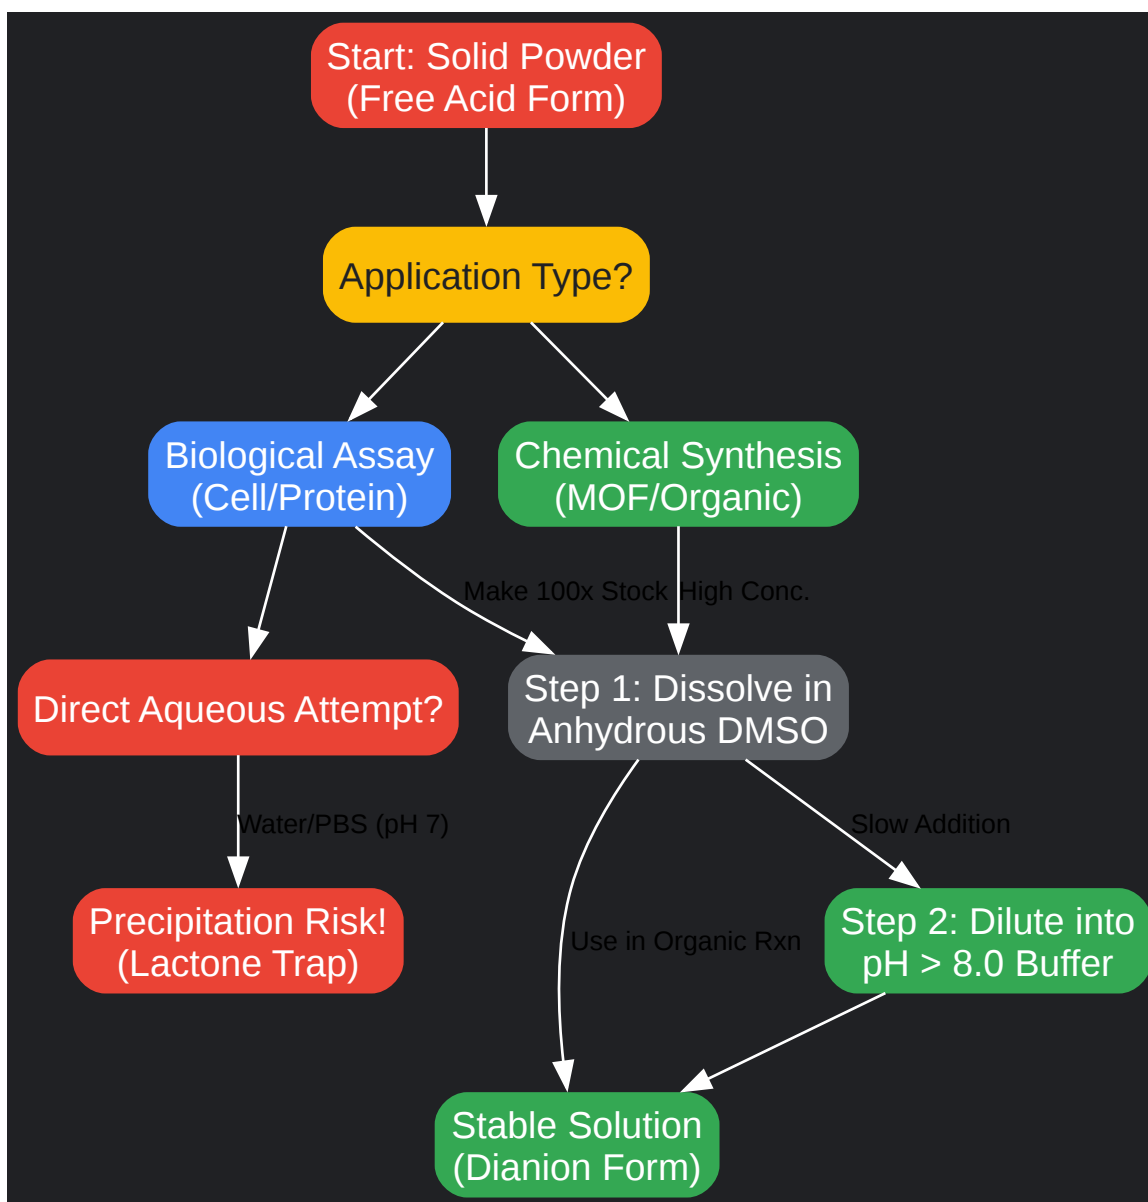 Start: Solid Powder
(Free Acid Form)
Application Type?
Biological Assay
(Cell/Protein)
Chemical Synthesis
(MOF/Organic)
Make 100x Stock
High Conc.
Direct Aqueous Attempt?
Step 1: Dissolve in
Anhydrous DMSO
Water/PBS (pH 7)
Slow Addition
Precipitation Risk!
(Lactone Trap)
Use in Organic Rxn
Step 2: Dilute into
pH > 8.0 Buffer
Stable Solution
(Dianion Form)